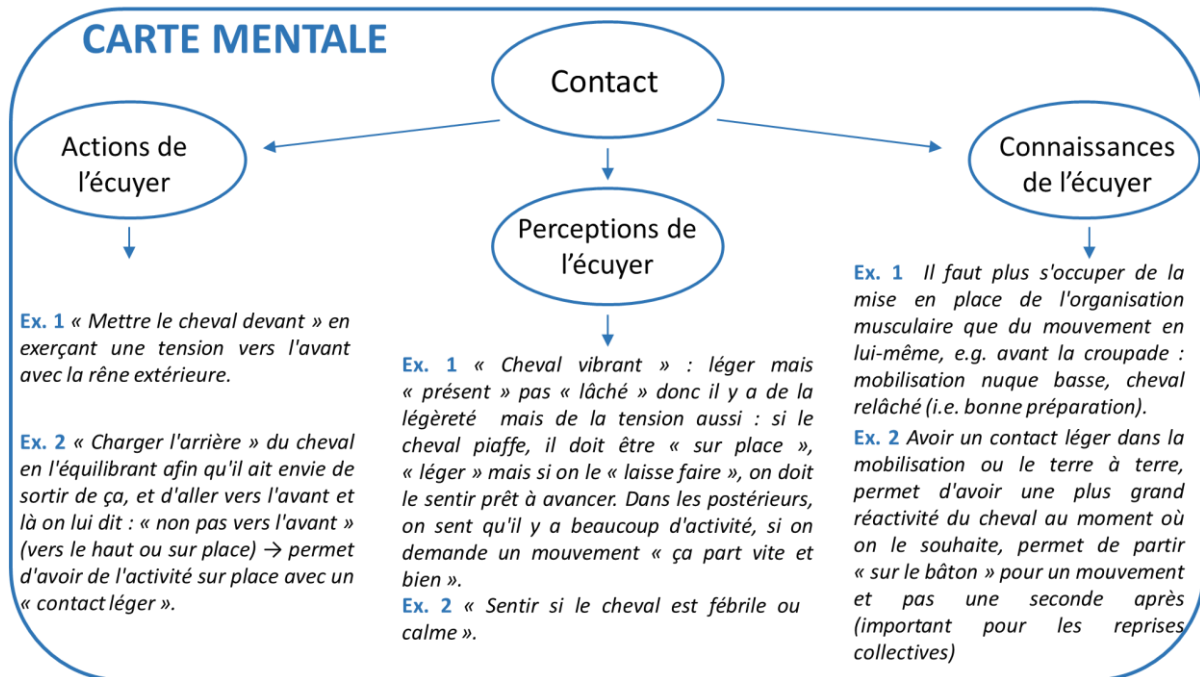 CARTE MENTALE
Contact
Actions de
l'écuyer
Perceptions de
l'écuyer
Connaissances
de l'écuyer
Ex. 1 « Mettre le cheval devant » en
exerçant une tension vers l'avant
avec la rêne extérieure.
Ex. 2 « Charger l'arrière » du cheval
en l'équilibrant afin qu'il ait envie de
sortir de ça, et d'aller vers l'avant et
là on lui dit : « non pas vers l'avant »
(vers le haut ou sur place) → permet
d'avoir de l'activité sur place avec un
« contact léger ».
Ex. 1 « Cheval vibrant » : léger mais
« présent » pas « lâché » donc il y a de la
légèreté mais de la tension aussi : si le
cheval piaffe, il doit être « sur place »,
« léger » mais si on le « laisse faire », on doit
le sentir prêt à avancer. Dans les postérieurs,
on sent qu'il y a beaucoup d'activité, si on
demande un mouvement « ça part vite et
bien ».
Ex. 2 « Sentir si le cheval est fébrile ou
calme ».
Ex. 1 Il faut plus s'occuper de la
mise en place de l'organisation
musculaire que du mouvement en
lui-même, e.g. avant la croupade :
mobilisation nuque basse, cheval
relâché (i.e. bonne préparation).
Ex. 2 Avoir un contact léger dans la
mobilisation ou le terre à terre,
permet d'avoir une plus grand
réactivité du cheval au moment où
on le souhaite, permet de partir
« sur le bâton » pour un mouvement
et pas une seconde après
(important pour les reprises
collectives)